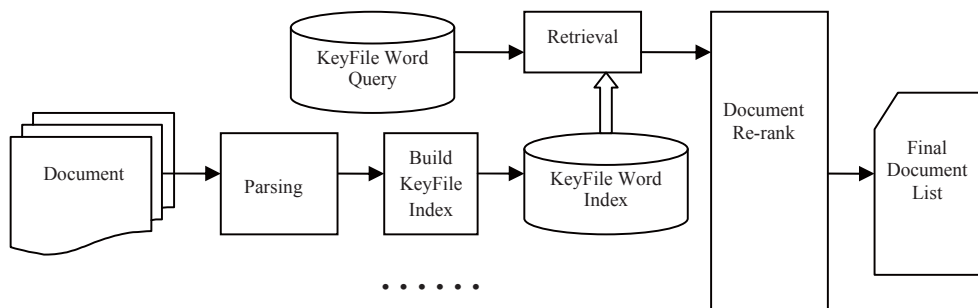 KeyFile Word
Query
Retrieval
Document
Re-rank
Document
Parsing
Build
KeyFile
Index
KeyFile Word
Index
Final
Document
List
. . . . . .